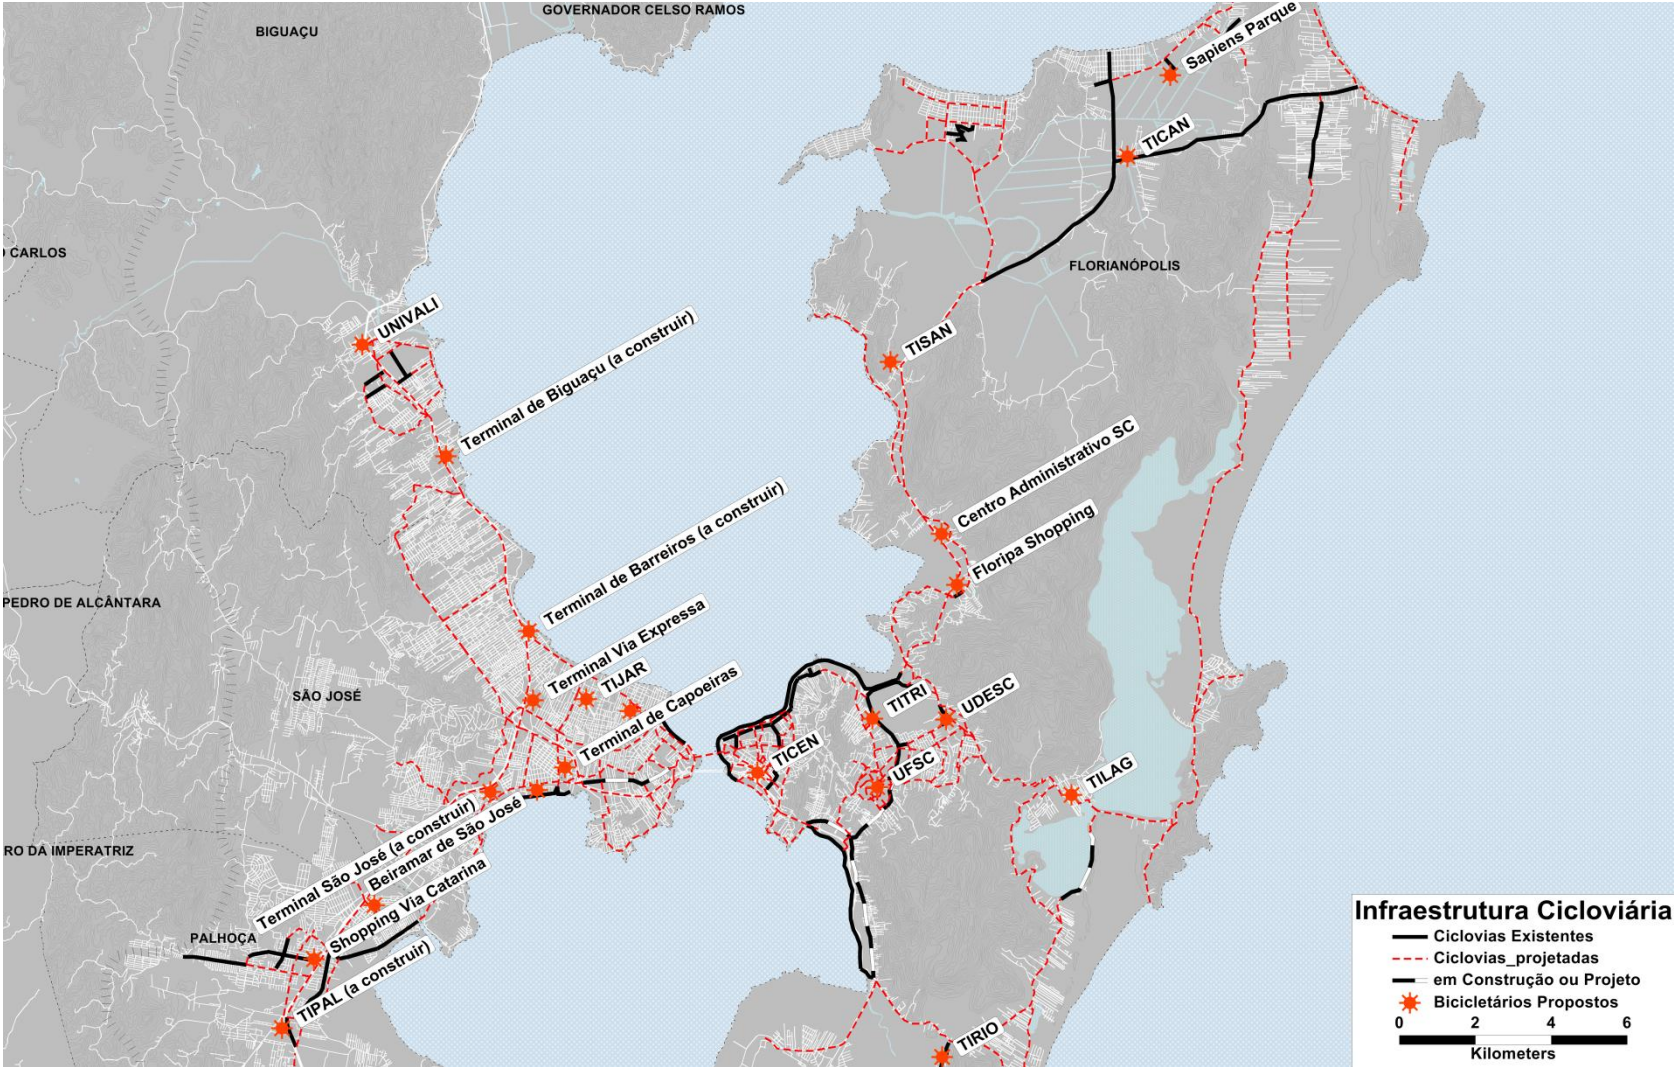 GOVERNADOR CELSO RAMOS
BIGUAÇU
Sapiens Parque
TICAN
CARLOS
FLORIANÓPOLIS
UNIVALI
TISAN
Terminal de Biguaçu (a construir)
Centro Administrativo SC
Floripa Shopping
Terminal de Barreiros (a construir)
PEDRO DE ALCÂNTARA
Terminal Via Expressa
TIJAR
SÃO JOSÉ
Terminal de Capoeiras
TITRI
UDESC
TICEN
UFSC
TILAG
Terminal São José (a construir)
Beiramar de São José
RO DA IMPERATRIZ
Shopping Via Catarina
PALHOÇA
TIPAL (a construir)
TIRIO
Infraestrutura Cicloviária
Ciclovias Existentes
Ciclovias_projetadas
em Construção ou Projeto
Bicicletários Propostos
0 2 4 6
Kilometers